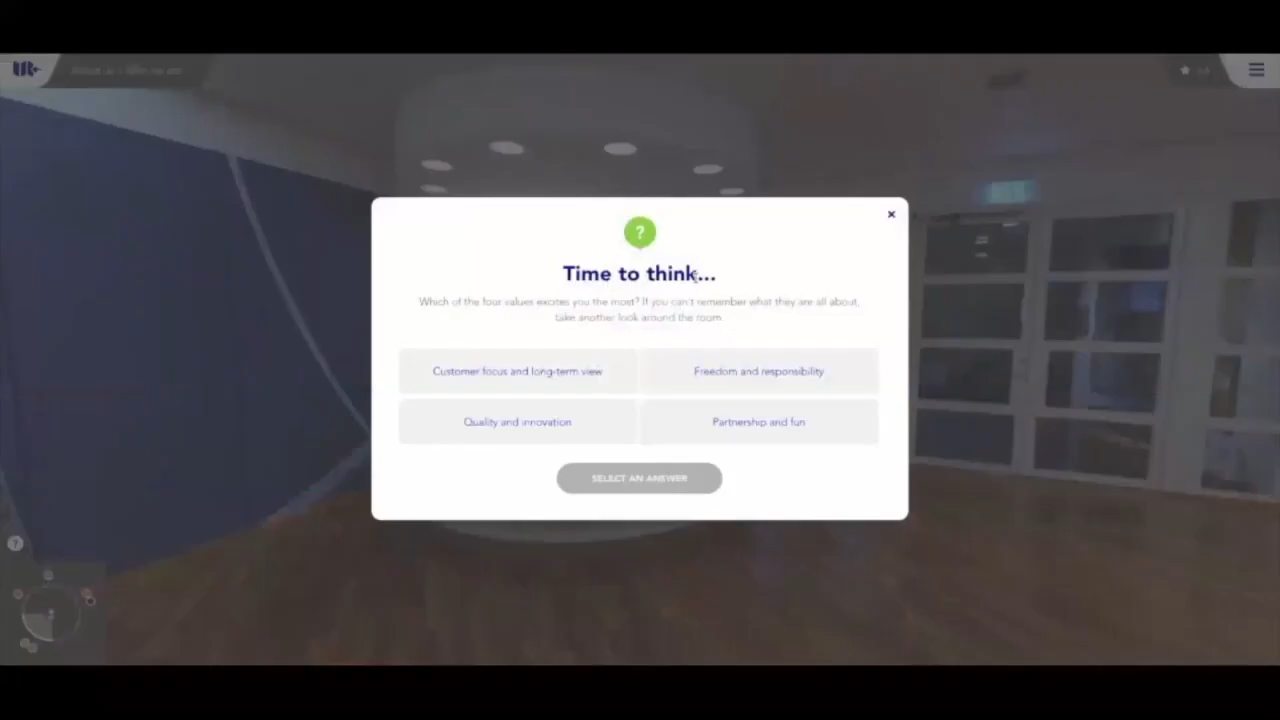 ?
Time to think...
Which of the four values excites you the most? If you can't remember what they are all about,
take another look around the room.
Customer focus and long-term view
Freedom and responsibility
Quality and innovation
Partnership and fun
SELECT AN ANSWER
?